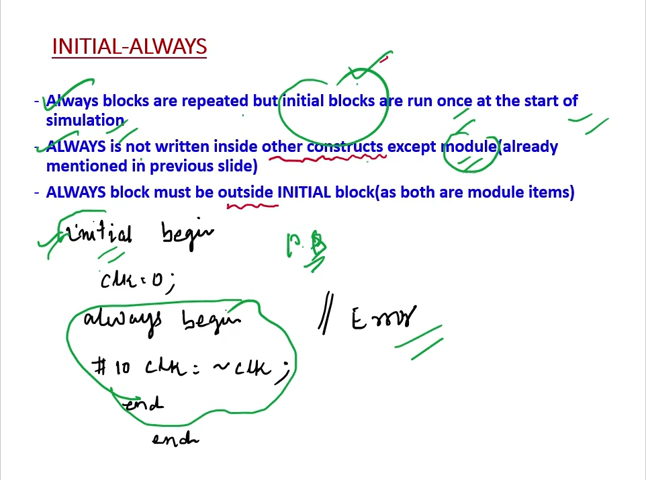 INITIAL-ALWAYS
- Always blocks are repeated but initial blocks are run once at the start of
simulation
- ALWAYS is not written inside other constructs except module(already
mentioned in previous slide)
- ALWAYS block must be outside INITIAL block(as both are module items)
initial begin
clk = 0;
always begin // Error
# 10 clk = ~clk ;
end
end